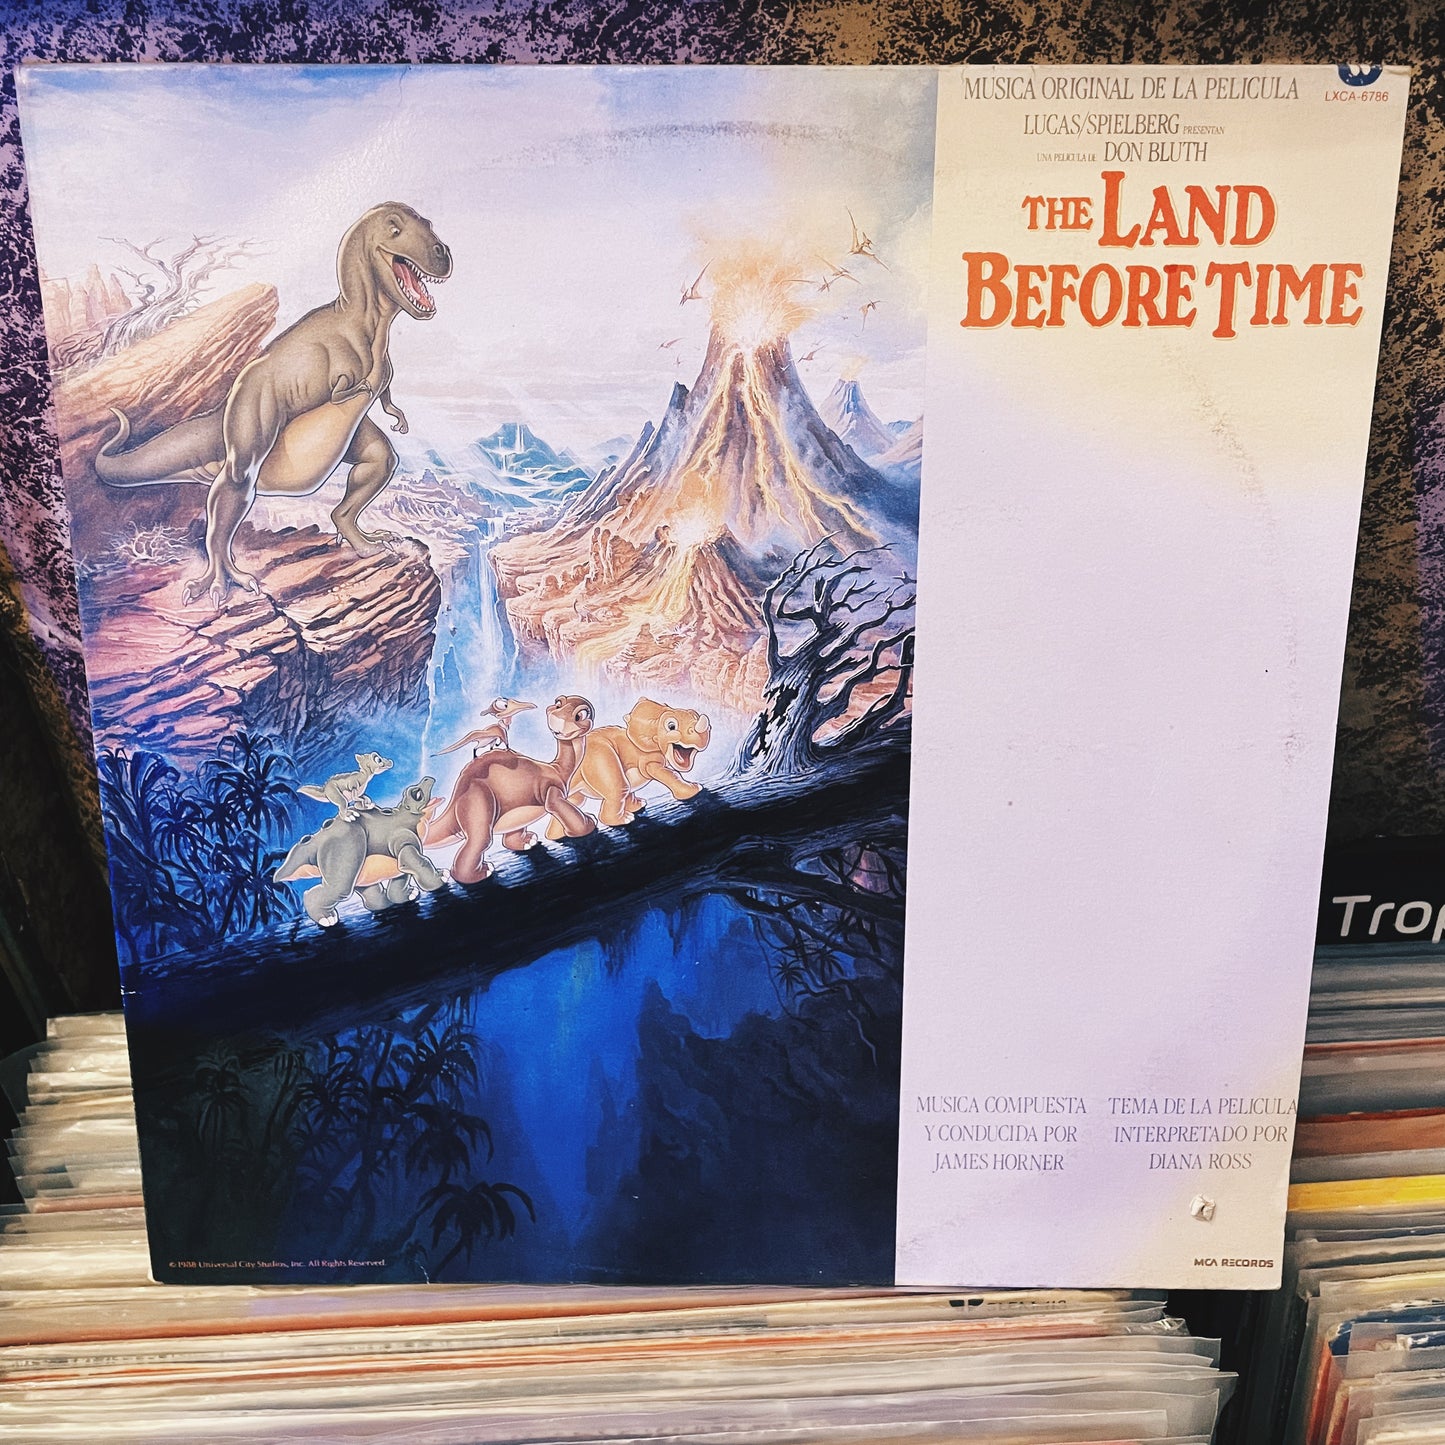 MUSICA ORIGINAL DE LA PELICULA
LXCA-6786
LUCAS/SPIELBERG PRESENTAN
UNA PELICULA DE DON BLUTH
THE LAND
BEFORE TIME
Trop
MUSICA COMPUESTA
Y CONDUCIDA POR
JAMES HORNER
TEMA DE LA PELICULA
INTERPRETADO POR
DIANA ROSS
© 1988 Universal City Studios, Inc. All Rights Reserved.
MCA RECORDS